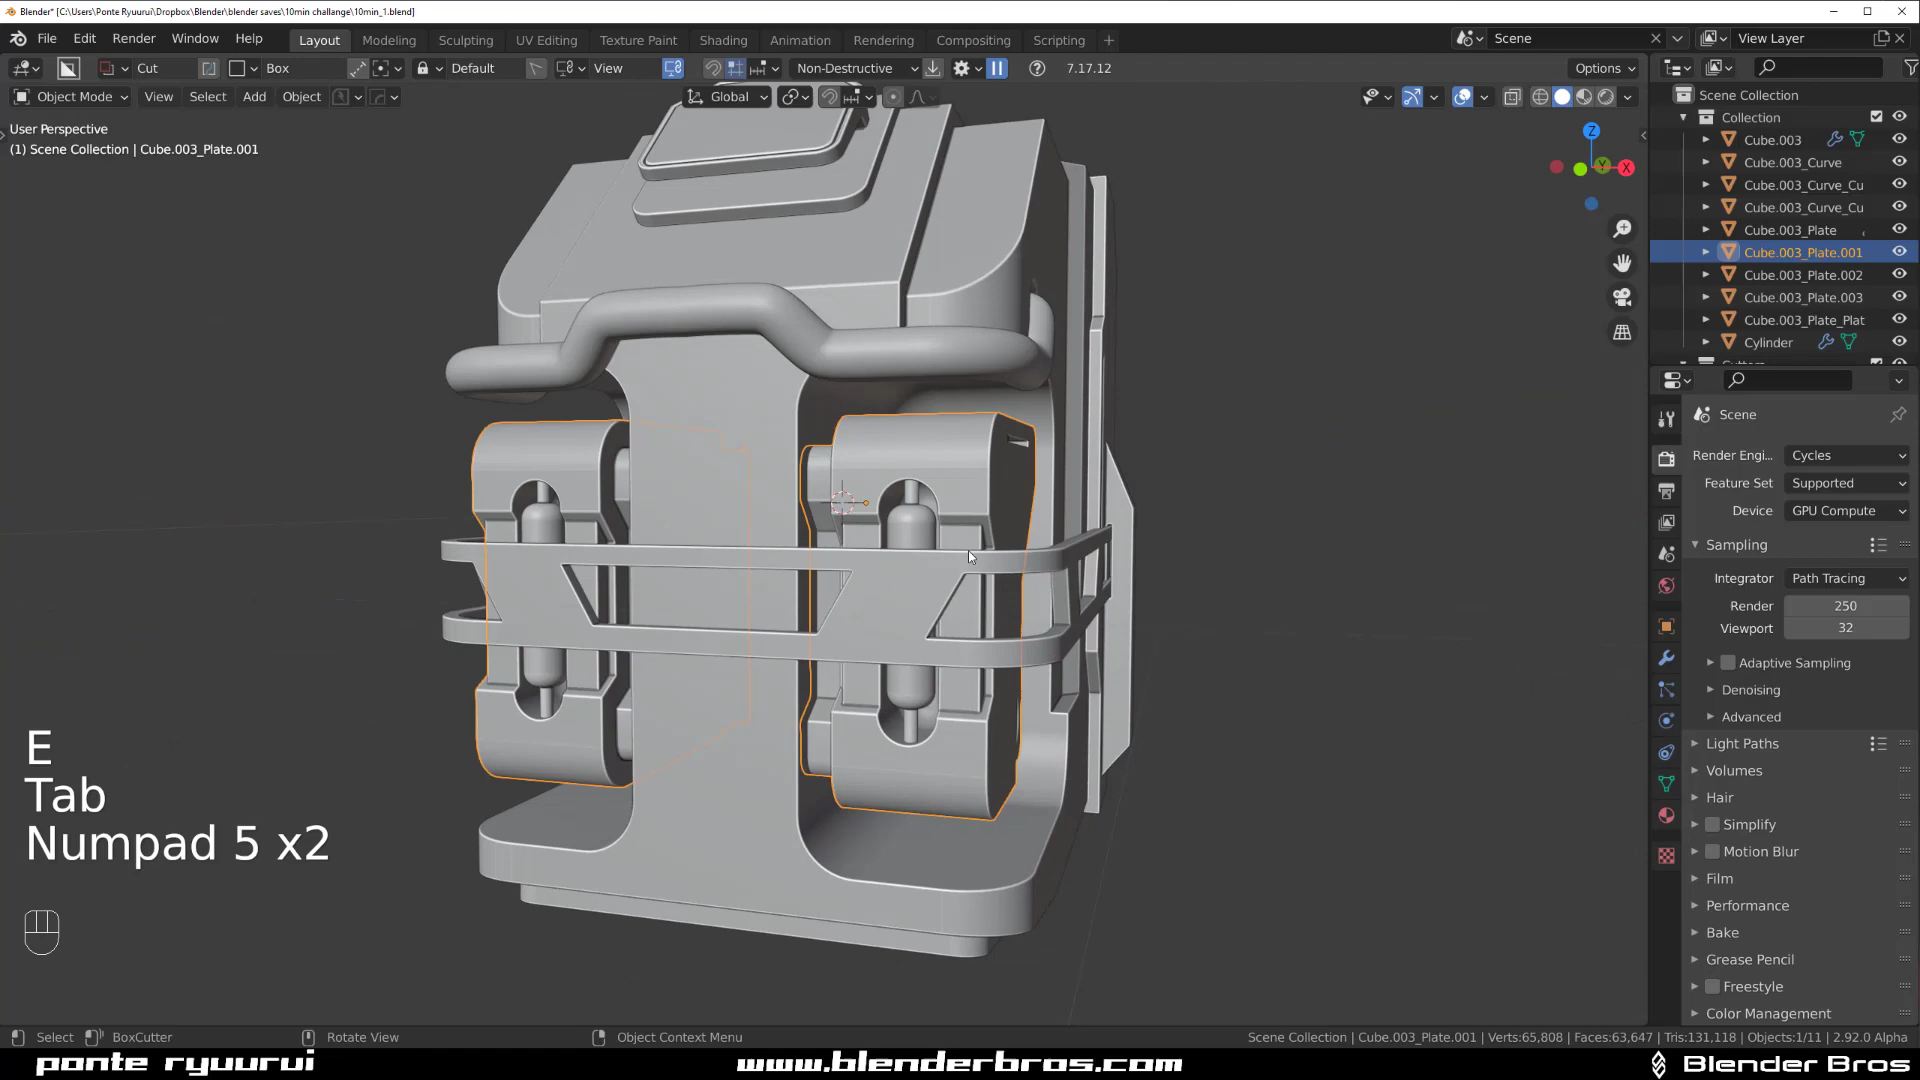 Blender* [C:\Users\Ponte Ryuurui\Dropbox\Blender\blender saves\10min challange\10min_1.blend]
File Edit Render Window Help Layout Modeling Sculpting UV Editing Texture Paint Shading Animation Rendering Compositing Scripting + Scene View Layer
Cut Box Default View Non-Destructive 7.17.12 Options
Object Mode View Select Add Object Global
User Perspective
(1) Scene Collection | Cube.003_Plate.001
Z
X
Y
Scene Collection
Collection
Cube.003
Cube.003_Curve
Cube.003_Curve_Cu
Cube.003_Curve_Cu
Cube.003_Plate
Cube.003_Plate.001
Cube.003_Plate.002
Cube.003_Plate.003
Cube.003_Plate_Plat
Cylinder
Scene
Render Engi... Cycles
Feature Set Supported
Device GPU Compute
Sampling
Integrator Path Tracing
Render 250
Viewport 32
Adaptive Sampling
Denoising
Advanced
Light Paths
Volumes
Hair
Simplify
Motion Blur
Film
Performance
Bake
Grease Pencil
Freestyle
Color Management
E
Tab
Numpad 5 x2
Select BoxCutter Rotate View Object Context Menu Scene Collection | Cube.003_Plate.001 | Verts:65,808 | Faces:63,647 | Tris:131,118 | Objects:1/11 | 2.92.0 Alpha
ponte ryuurui www.blenderbros.com Blender Bros